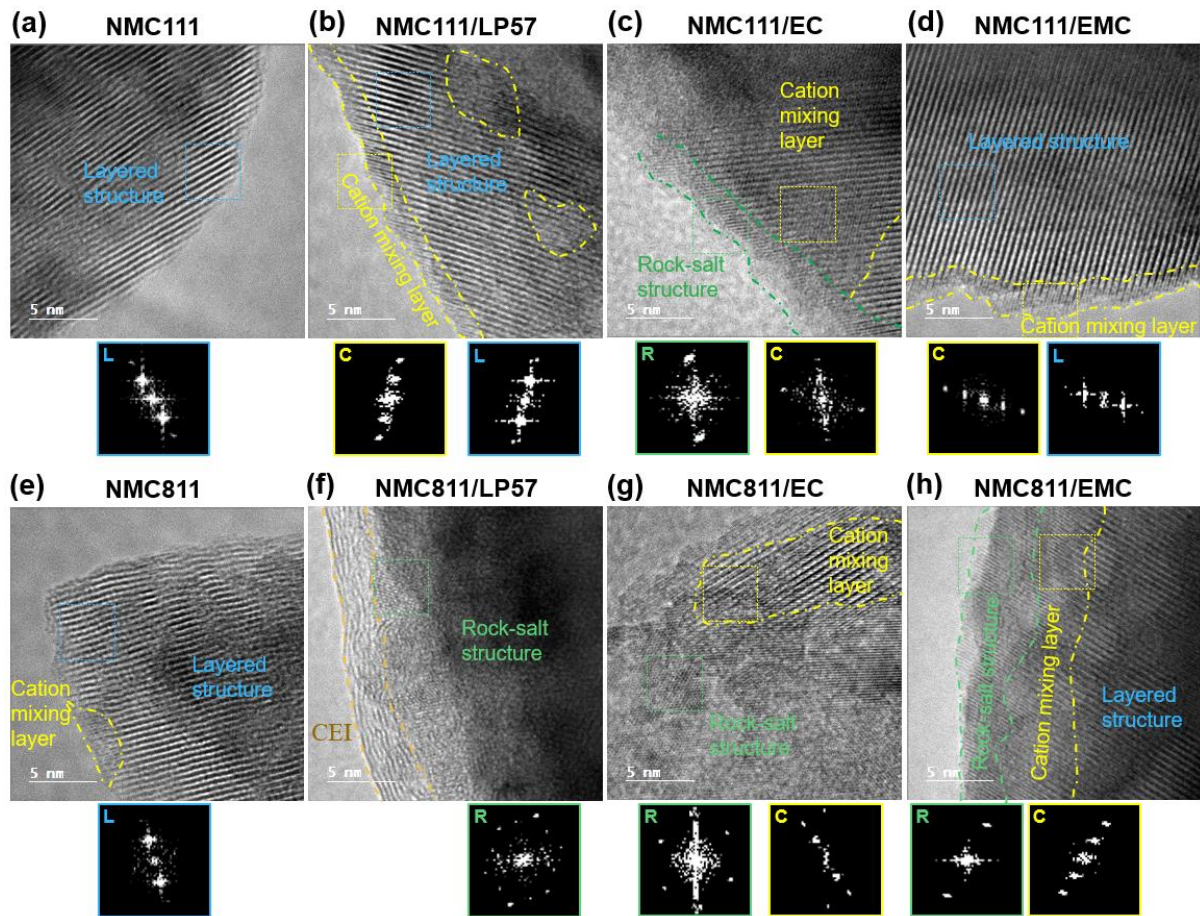 (a) NMC111
(b) NMC111/LP57
(c) NMC111/EC
(d) NMC111/EMC
Layered
structure
5 nm
Cation mixing layer
Layered
structure
5 nm
Cation
mixing
layer
Rock-salt
structure
5 nm
Layered structure
5 nm
Cation mixing layer
L
C
L
R
C
C
L
(e) NMC811
(f) NMC811/LP57
(g) NMC811/EC
(h) NMC811/EMC
Layered
structure
Cation
mixing
layer
5 nm
Rock-salt
structure
CEI
5 nm
Cation
mixing
layer
Rock-salt
structure
5 nm
Rock-salt structure
Cation mixing layer
Layered
structure
5 nm
L
R
R
C
R
C